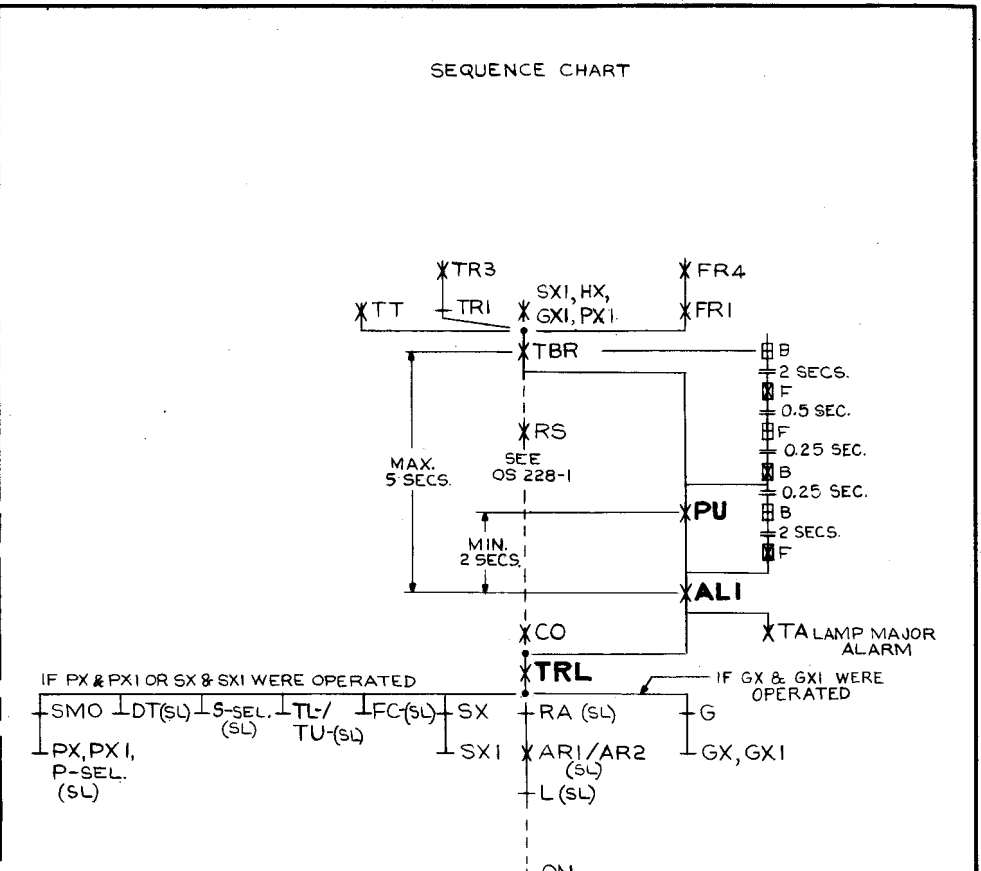 SEQUENCE CHART
TR3
FR4
SX1, HX,
GX1, PX1
TT
TR1
FR1
TBR
B
2 SECS.
F
0.5 SEC.
RS
F
0.25 SEC.
SEE
OS 228-1
MAX.
5 SECS.
B
0.25 SEC.
PU
B
2 SECS.
MIN.
2 SECS.
F
AL1
CO
TA LAMP MAJOR
ALARM
TRL
IF PX & PX1 OR SX & SX1 WERE OPERATED
IF GX & GX1 WERE
OPERATED
SMO
DT(SL)
S-SEL.
(SL)
TL-/
TU-(SL)
FC-(SL)
SX
RA (SL)
G
PX, PX1,
P-SEL.
(SL)
SX1
AR1/AR2
(SL)
GX, GX1
L (SL)